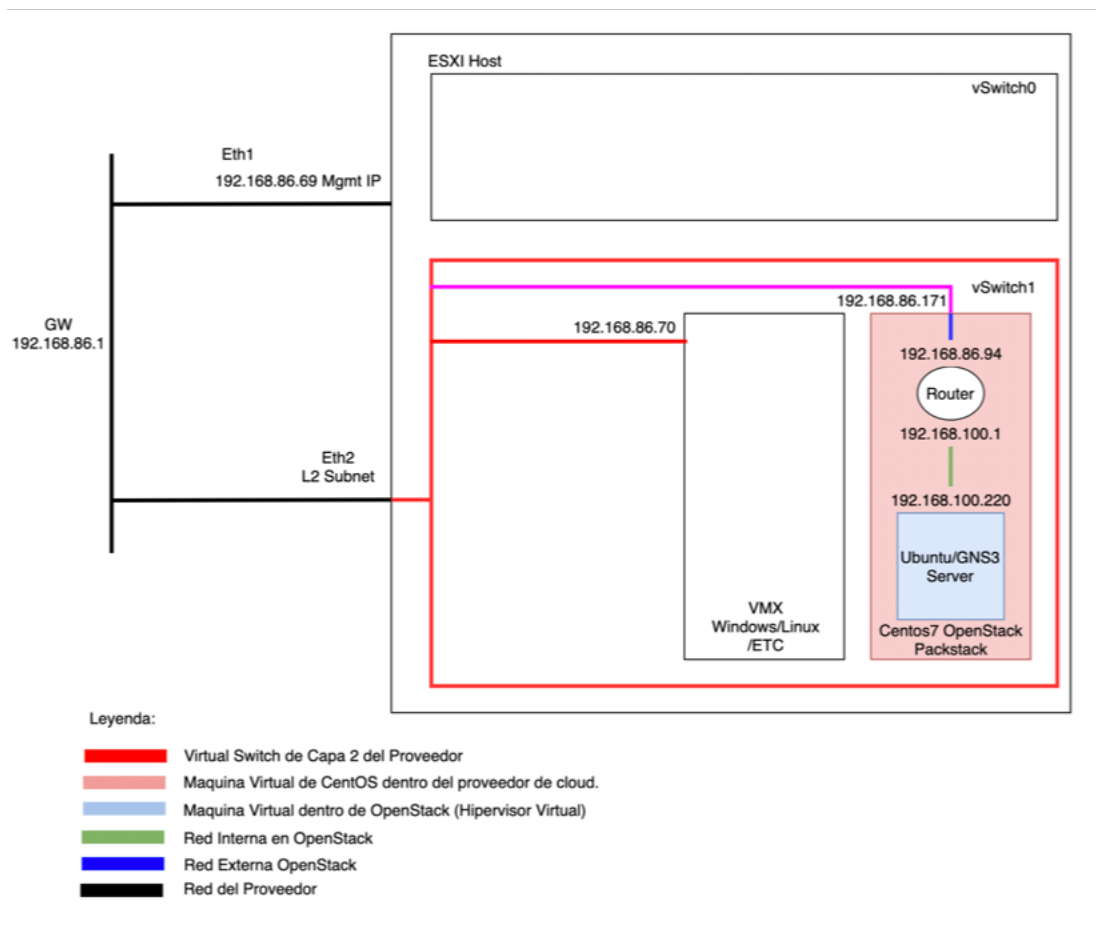 ESXI Host
vSwitch0
Eth1
192.168.86.69 Mgmt IP
GW
192.168.86.1
vSwitch1
192.168.86.171
192.168.86.70
192.168.86.94
Router
192.168.100.1
Eth2
L2 Subnet
192.168.100.220
Ubuntu/GNS3
Server
VMX
Windows/Linux
/ETC
Centos7 OpenStack
Packstack
Leyenda:
Virtual Switch de Capa 2 del Proveedor
Maquina Virtual de CentOS dentro del proveedor de cloud.
Maquina Virtual dentro de OpenStack (Hipervisor Virtual)
Red Interna en OpenStack
Red Externa OpenStack
Red del Proveedor